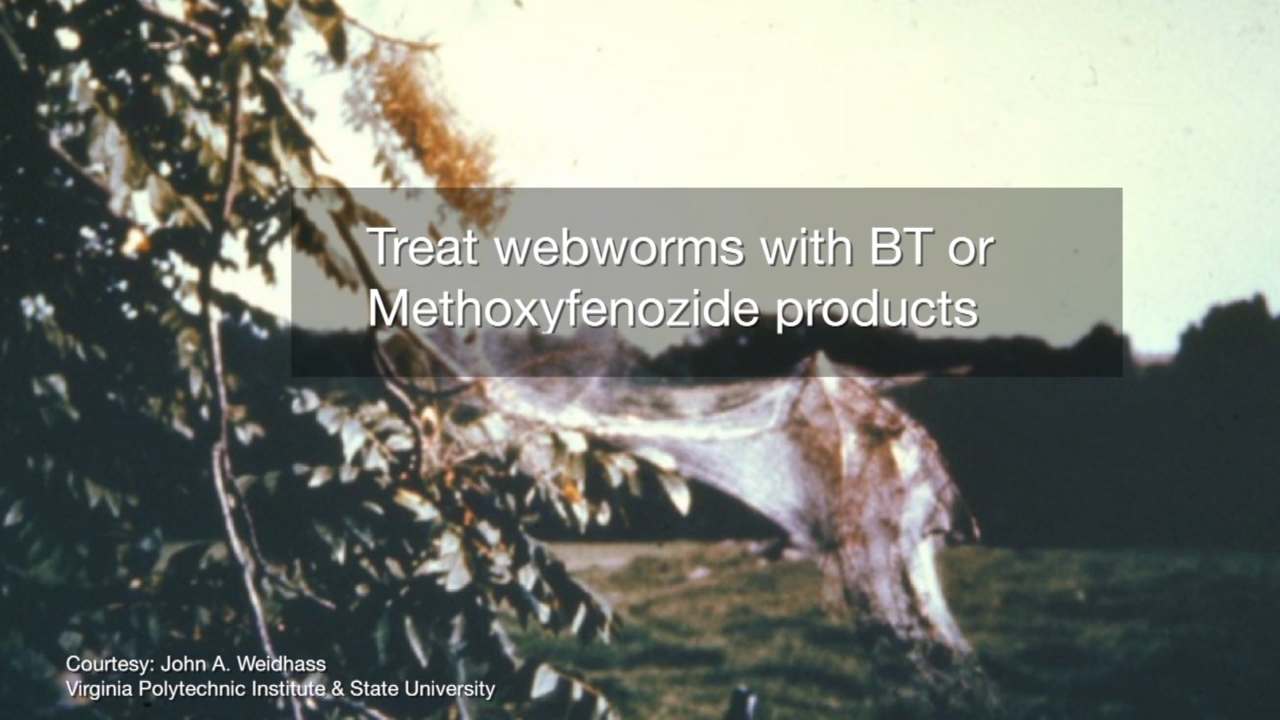 Treat webworms with BT or
Methoxyfenozide products
Courtesy: John A. Weidhass
Virginia Polytechnic Institute & State University